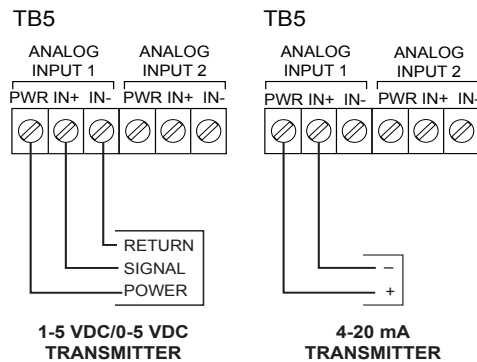 TB5
ANALOG INPUT 1
ANALOG INPUT 2
PWR IN+ IN- PWR IN+ IN-
RETURN
SIGNAL
POWER
1-5 VDC/0-5 VDC
TRANSMITTER
TB5
ANALOG INPUT 1
ANALOG INPUT 2
PWR IN+ IN- PWR IN+ IN-
–
+
4-20 mA
TRANSMITTER